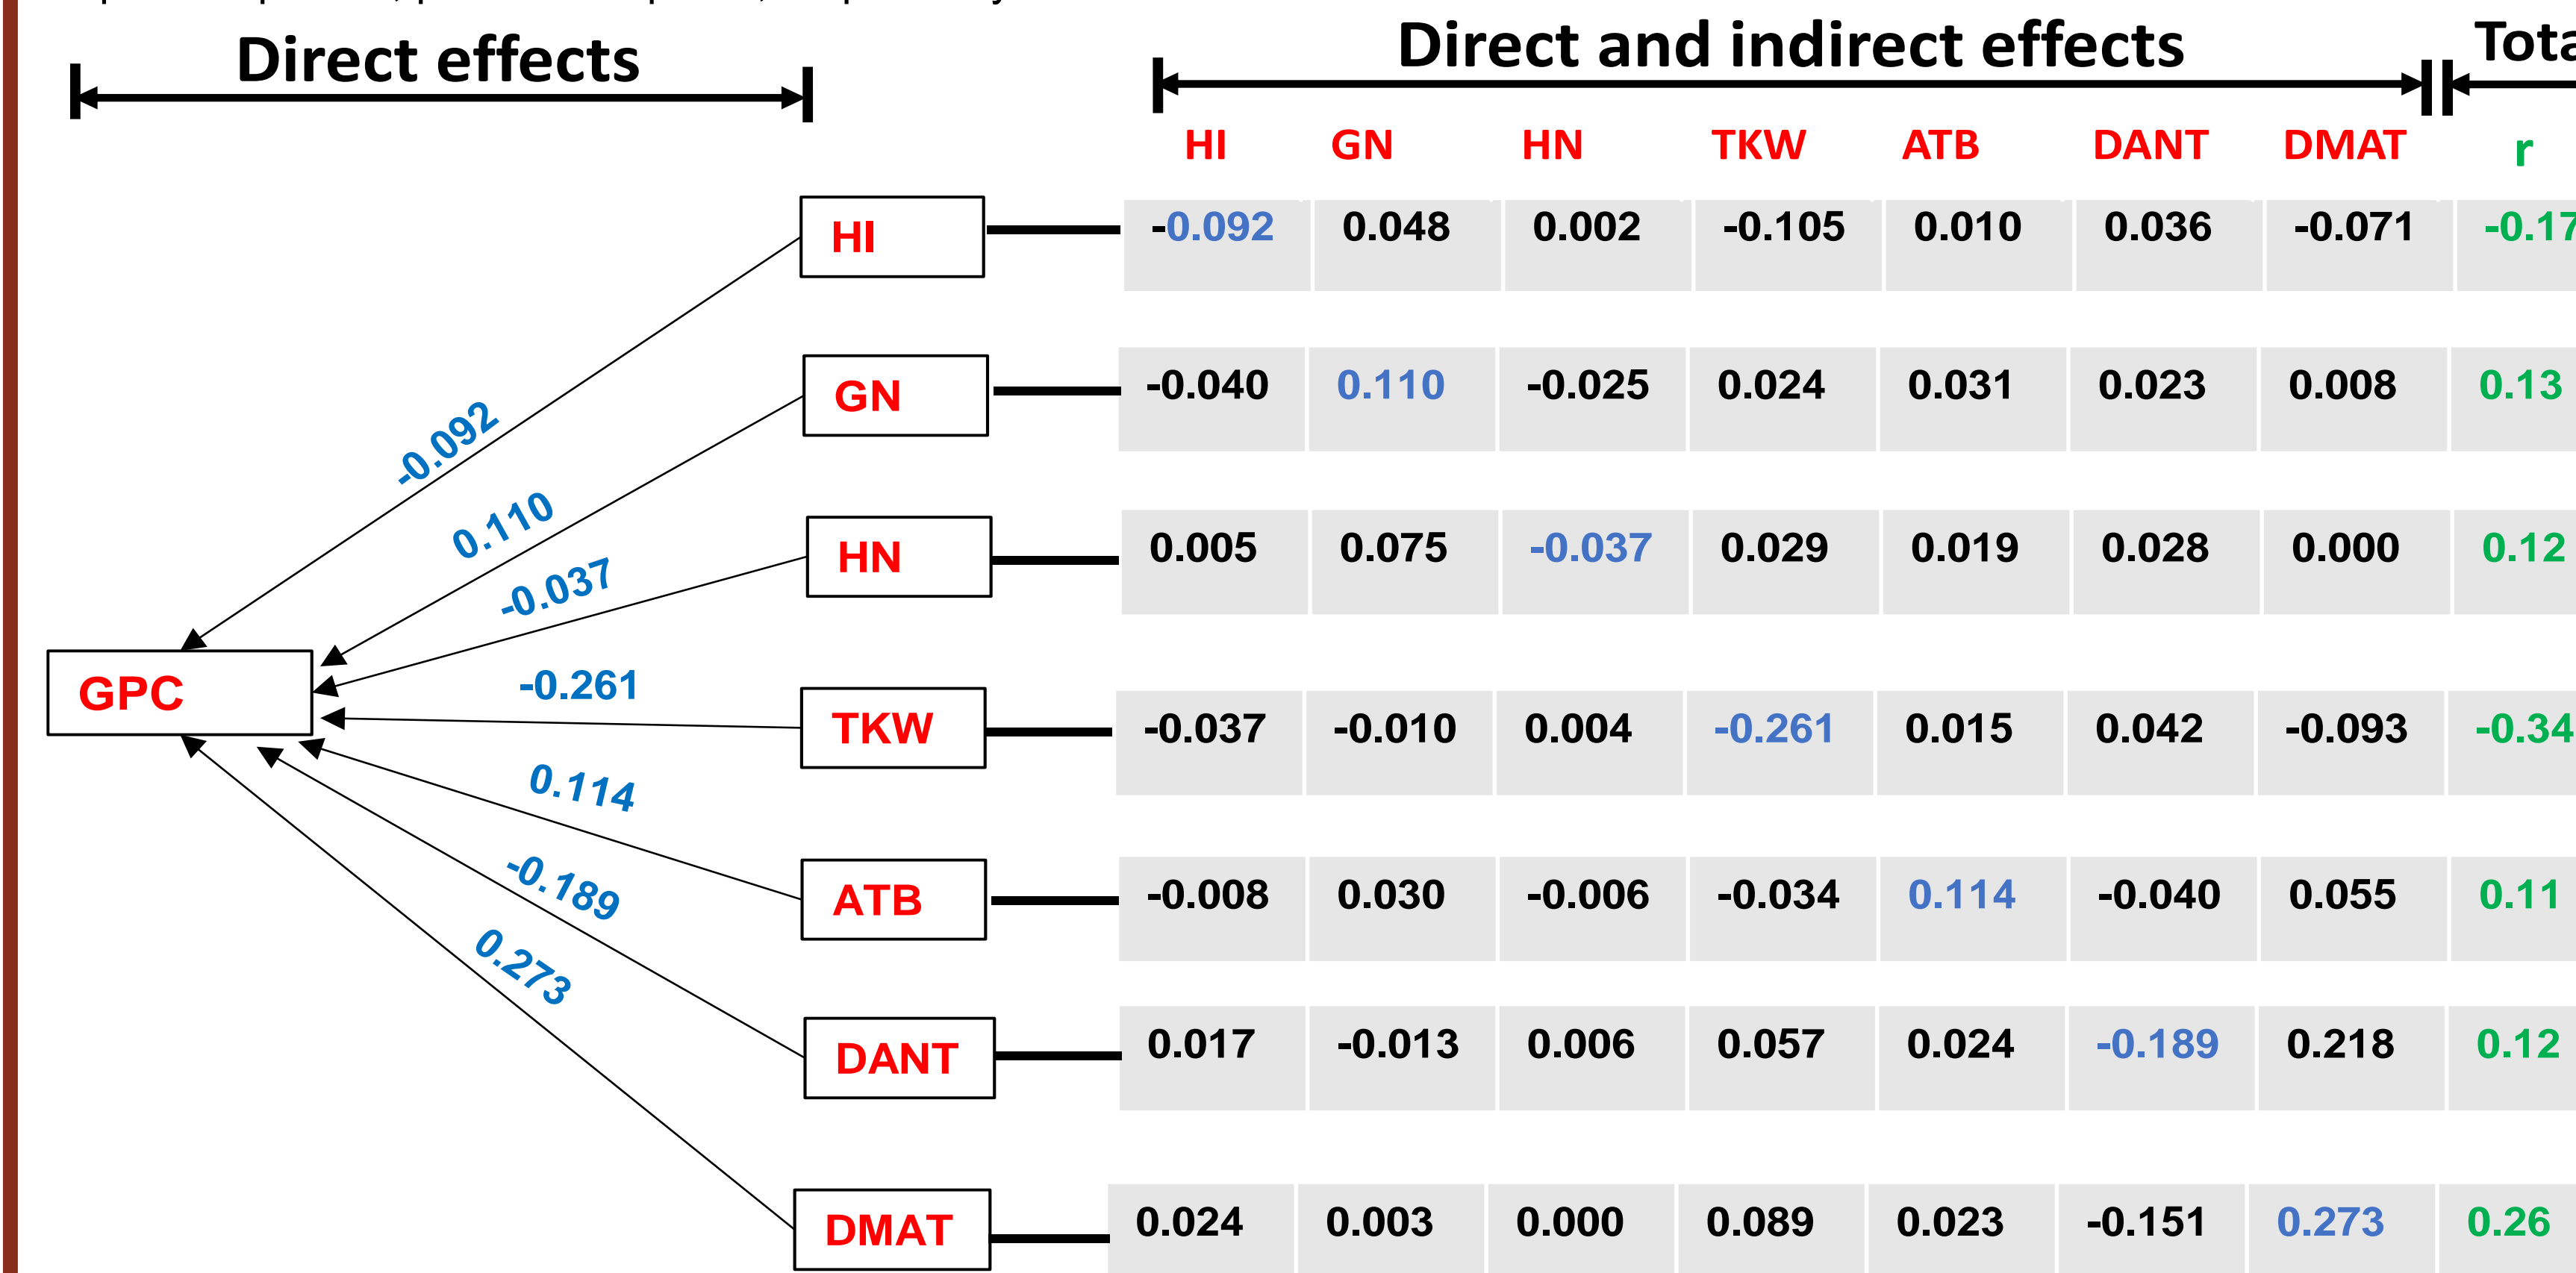 Direct effects
Direct and indirect effects
HI GN HN TKW ATB DANT DMAT r
HI -0.092 0.048 0.002 -0.105 0.010 0.036 -0.071 -0.17
GN -0.040 0.110 -0.025 0.024 0.031 0.023 0.008 0.13
HN 0.005 0.075 -0.037 0.029 0.019 0.028 0.000 0.12
TKW -0.037 -0.010 0.004 -0.261 0.015 0.042 -0.093 -0.34
ATB -0.008 0.030 -0.006 -0.034 0.114 -0.040 0.055 0.11
DANT 0.017 -0.013 0.006 0.057 0.024 -0.189 0.218 0.12
DMAT 0.024 0.003 0.000 0.089 0.023 -0.151 0.273 0.26
-0.092
0.110
-0.037
GPC
-0.261
0.114
-0.189
0.273